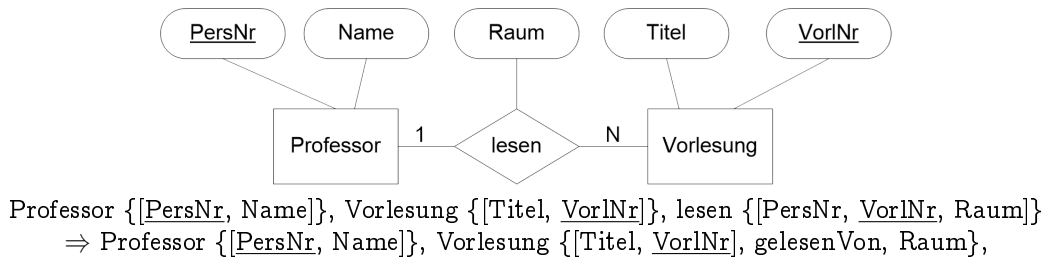 PersNr Name Raum Titel VorlNr
Professor 1 lesen N Vorlesung
Professor {[PersNr, Name]}, Vorlesung {[Titel, VorlNr]}, lesen {[PersNr, VorlNr, Raum]}
⇒ Professor {[PersNr, Name]}, Vorlesung {[Titel, VorlNr], gelesenVon, Raum},